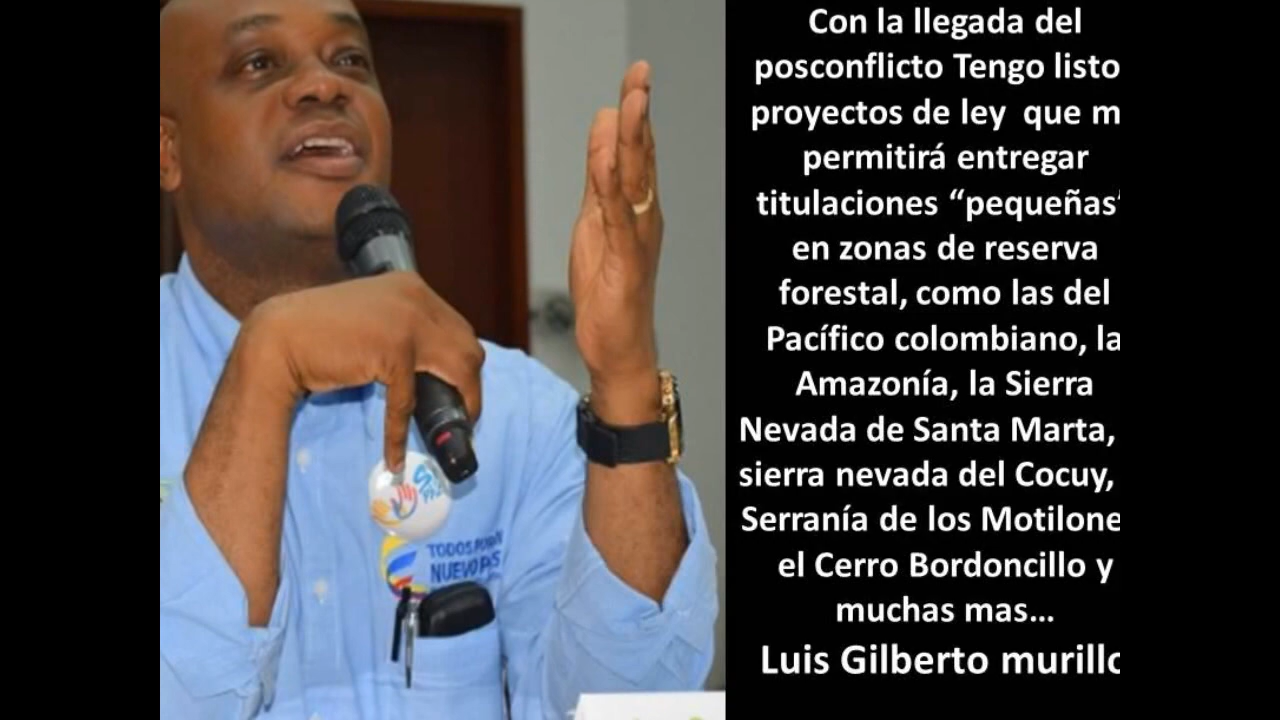 Con la llegada del
posconflicto Tengo listo
proyectos de ley que m
permitirá entregar
titulaciones “pequeñas”
en zonas de reserva
forestal, como las del
Pacífico colombiano, la
Amazonía, la Sierra
Nevada de Santa Marta,
sierra nevada del Cocuy,
Serranía de los Motilone
el Cerro Bordoncillo y
muchas mas...
Luis Gilberto murillo
TODOS
NUEVO PAÍS